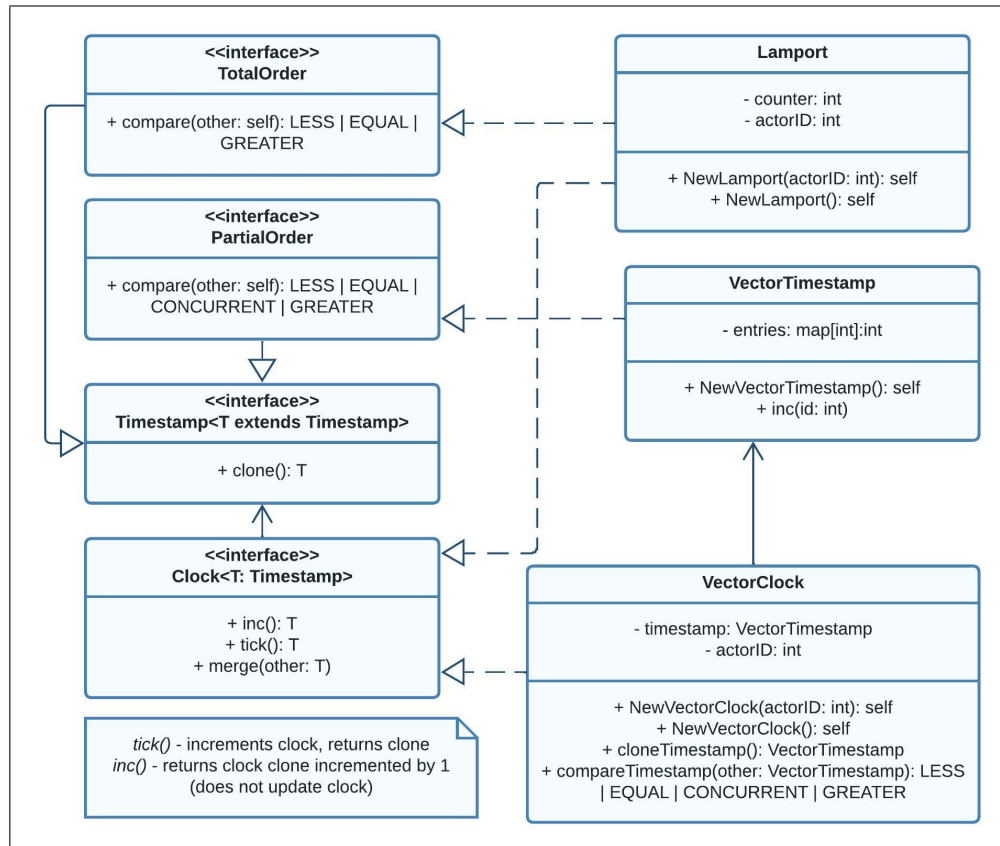 <<interface>>
TotalOrder
+ compare(other: self): LESS | EQUAL |
GREATER
<<interface>>
PartialOrder
+ compare(other: self): LESS | EQUAL |
CONCURRENT | GREATER
<<interface>>
Timestamp<T extends Timestamp>
+ clone(): T
<<interface>>
Clock<T: Timestamp>
+ inc(): T
+ tick(): T
+ merge(other: T)
tick() - increments clock, returns clone
inc() - returns clock clone incremented by 1
(does not update clock)
Lamport
- counter: int
- actorID: int
+ NewLamport(actorID: int): self
+ NewLamport(): self
VectorTimestamp
- entries: map[int]:int
+ NewVectorTimestamp(): self
+ inc(id: int)
VectorClock
- timestamp: VectorTimestamp
- actorID: int
+ NewVectorClock(actorID: int): self
+ NewVectorClock(): self
+ cloneTimestamp(): VectorTimestamp
+ compareTimestamp(other: VectorTimestamp): LESS
| EQUAL | CONCURRENT | GREATER